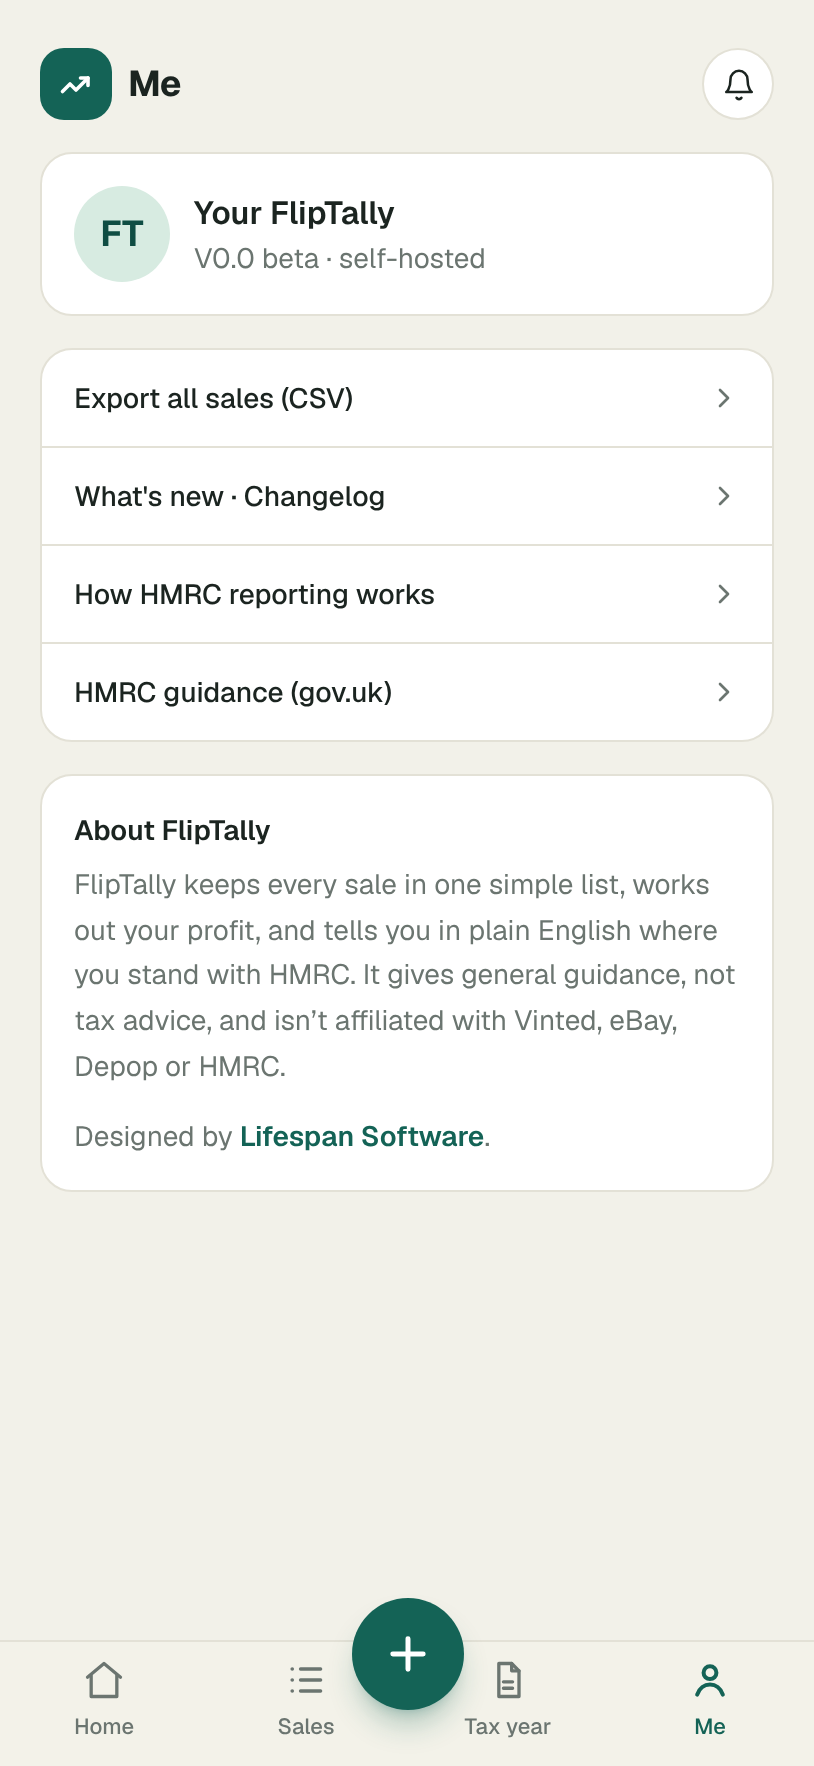 Me
FT
Your FlipTally
V0.0 beta · self-hosted
Export all sales (CSV)
What's new · Changelog
How HMRC reporting works
HMRC guidance (gov.uk)
About FlipTally
FlipTally keeps every sale in one simple list, works
out your profit, and tells you in plain English where
you stand with HMRC. It gives general guidance, not
tax advice, and isn’t affiliated with Vinted, eBay,
Depop or HMRC.
Designed by Lifespan Software.
Home
Sales
Tax year
Me